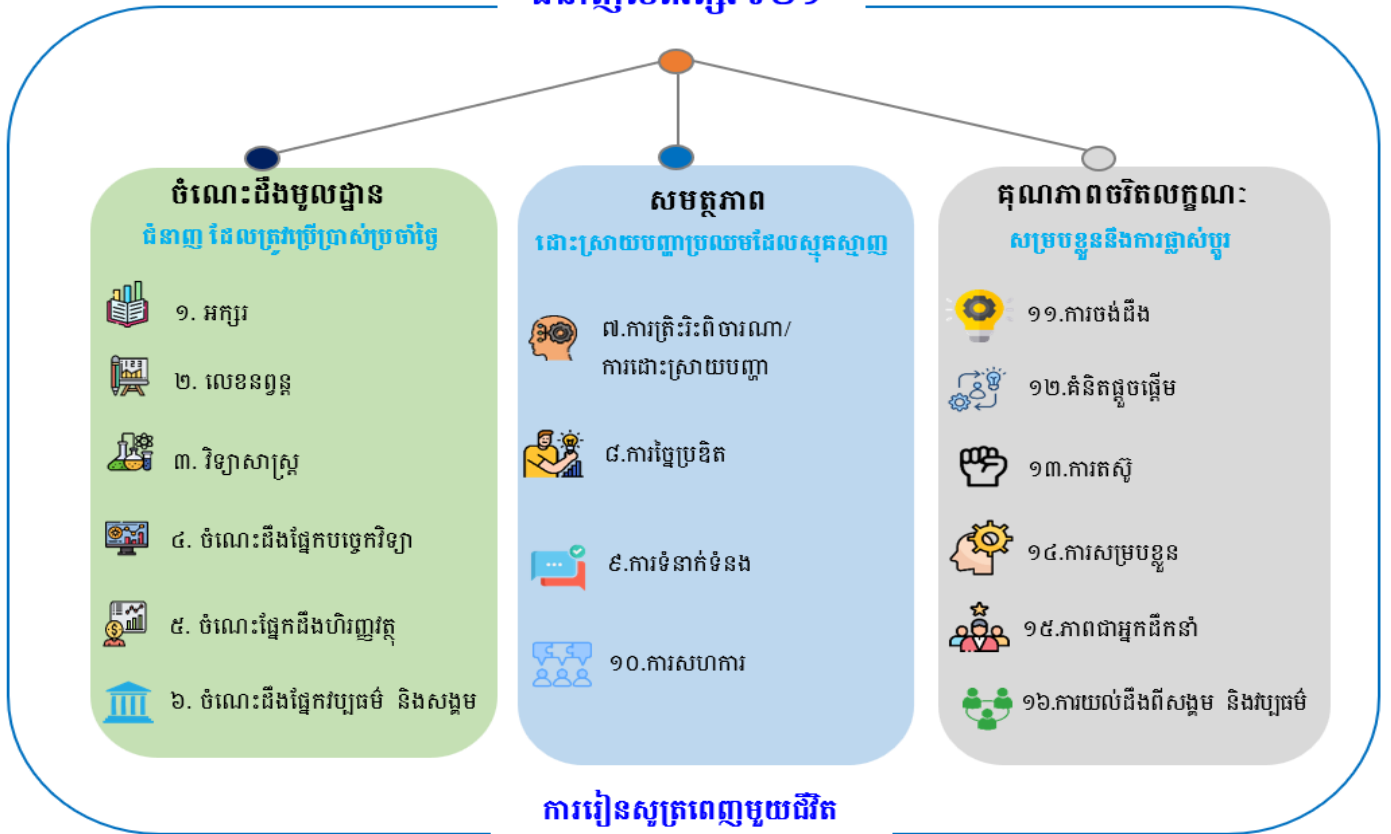 ចំណេះដឹងមូលដ្ឋាន
ជំនាញ ដែលត្រូវប្រើប្រាស់ប្រចាំថ្ងៃ
១. អក្សរ
២. លេខនព្វន្ត
៣. វិទ្យាសាស្ត្រ
៤. ចំណេះដឹងផ្នែកបច្ចេកវិទ្យា
៥. ចំណេះផ្នែកដឹងហិរញ្ញវត្ថុ
៦. ចំណេះដឹងផ្នែកវប្បធម៌ និងសង្គម
សមត្ថភាព
ដោះស្រាយបញ្ហាប្រឈមដែលស្មុគស្មាញ
៧.ការត្រិះរិះពិចារណា/
ការដោះស្រាយបញ្ហា
៨.ការច្នៃប្រឌិត
៩.ការទំនាក់ទំនង
១០.ការសហការ
គុណភាពចរិតលក្ខណៈ
សម្របខ្លួននឹងការផ្លាស់ប្តូរ
១១.ការចង់ដឹង
១២.គំនិតផ្តួចផ្តើម
១៣.ការតស៊ូ
១៤.ការសម្របខ្លួន
១៥.ភាពជាអ្នកដឹកនាំ
១៦.ការយល់ដឹងពីសង្គម និងវប្បធម៌
ការរៀនសូត្រពេញមួយជីវិត